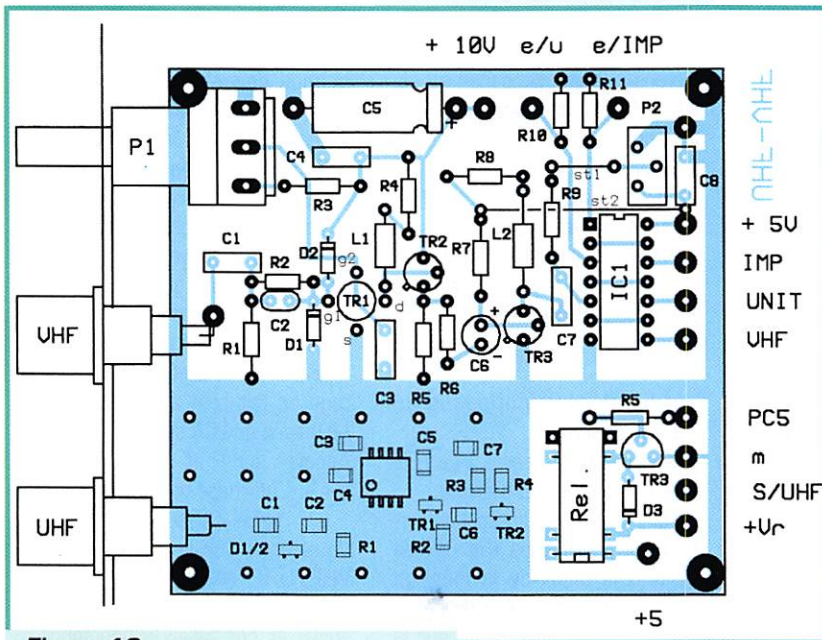 + 10V e/u e/IMP
R11
P2
C5
R10
+
P1
C4
UHF-VHF
R8
C8
R3
R4
st1
R9
st2
+ 5V
C1
D2
L1
TR2
R7
L2
g2
IC1
IMP
R2
UNIT
C2
TR1
d
g1
+
VHF
VHF
R1
D1
s
C6
-
TR3
C7
R6
C3
R5
R5
PC5
C3
C5
C7
m
C4
R3
R4
TR3
Rel.
S/UHF
UHF
C1
C2
TR1
C6
TR2
D3
+Vr
D1/2
R1
R2
+5